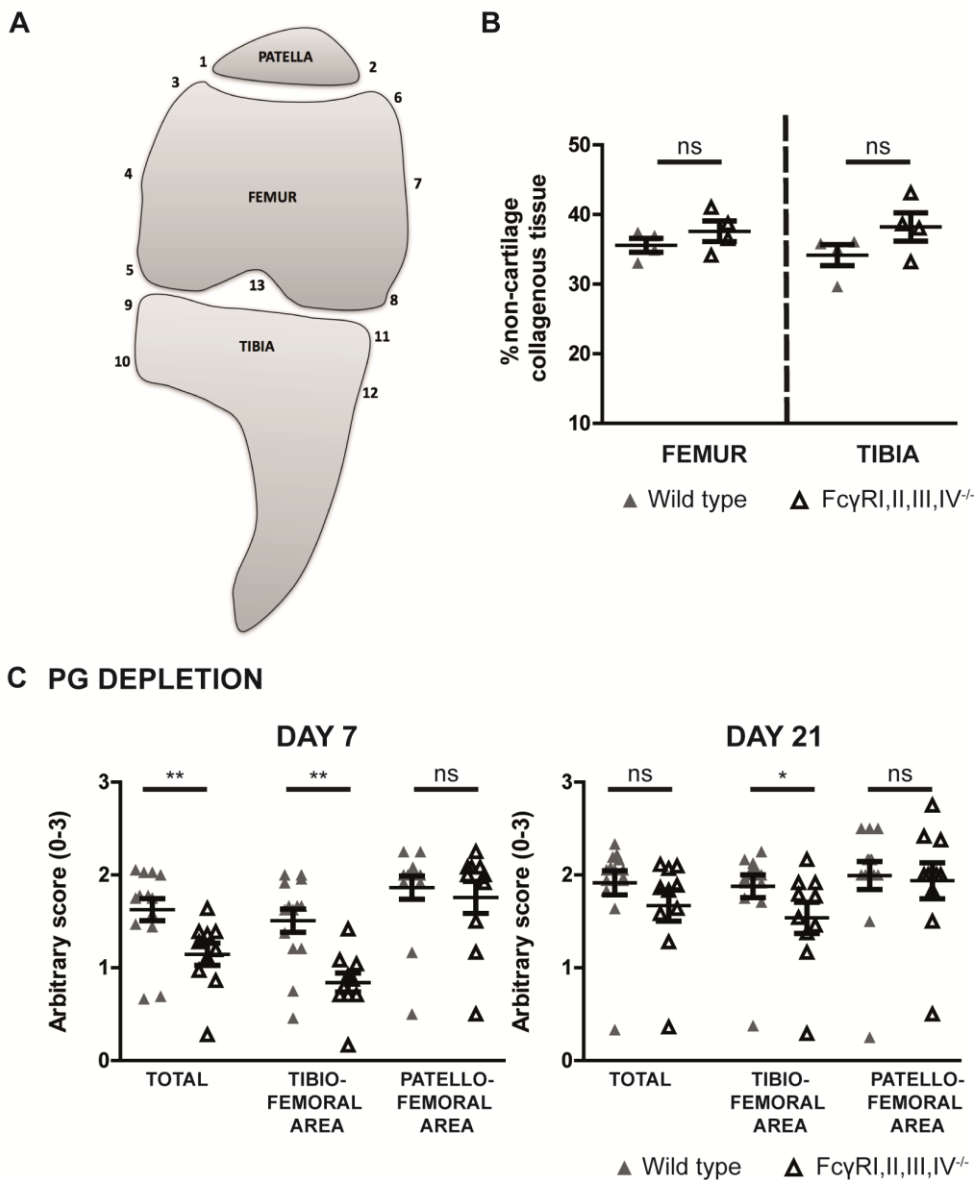 A
PATELLA
1
2
3
6
4
7
FEMUR
5
13
8
9
11
TIBIA
10
12
B
% non-cartilage
collagenous tissue
50
40
30
20
10
ns
ns
FEMUR
TIBIA
Wild type
FcγRI,II,III,IV-/-
C PG DEPLETION
DAY 7
Arbitrary score (0-3)
3
2
1
0
**
**
ns
TOTAL
TIBIO-
FEMORAL
AREA
PATELLO-
FEMORAL
AREA
DAY 21
Arbitrary score (0-3)
3
2
1
0
ns
*
ns
TOTAL
TIBIO-
FEMORAL
AREA
PATELLO-
FEMORAL
AREA
Wild type
FcγRI,II,III,IV-/-